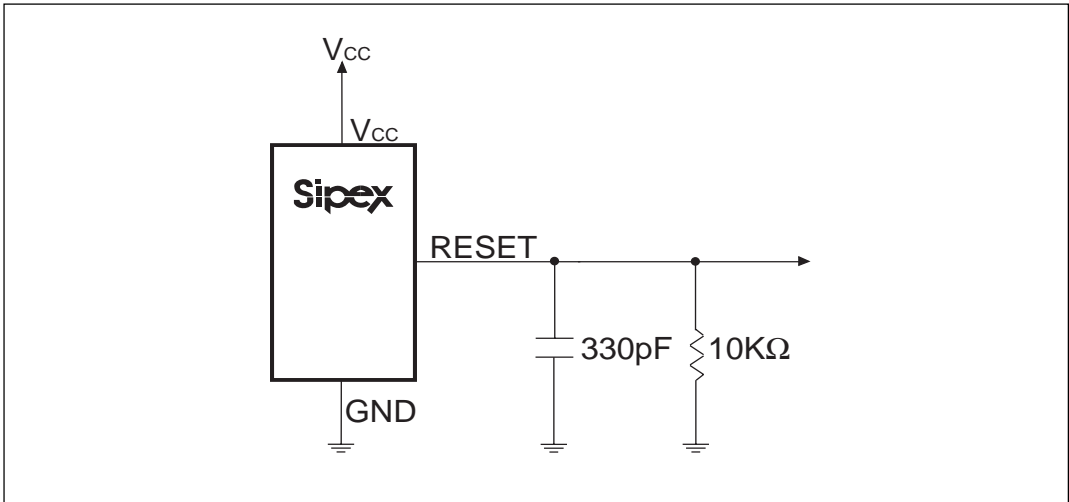 VCC
VCC
Sipex
RESET
330pF
10KΩ
GND